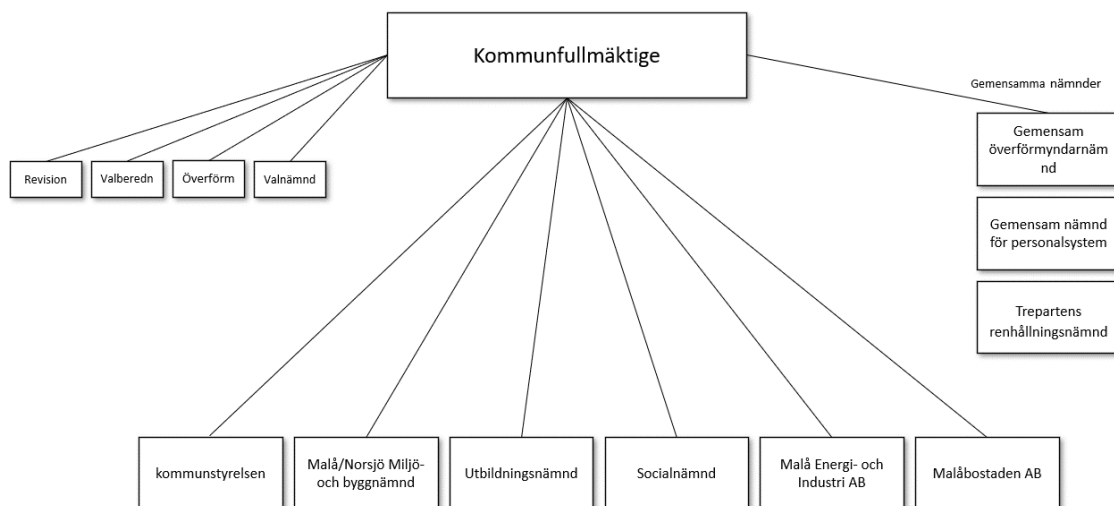 Kommunfullmäktige
Gemensamma nämnder
Revision
Valberedn
Överförm
Valnämnd
Gemensam
överförmyndarnäm
nd
Gemensam nämnd
för personalsystem
Trepartens
renhållningsnämnd
kommunstyrelsen
Malå/Norsjö Miljö-
och byggnämnd
Utbildningsnämnd
Socialnämnd
Malå Energi- och
Industri AB
Malåbostaden AB